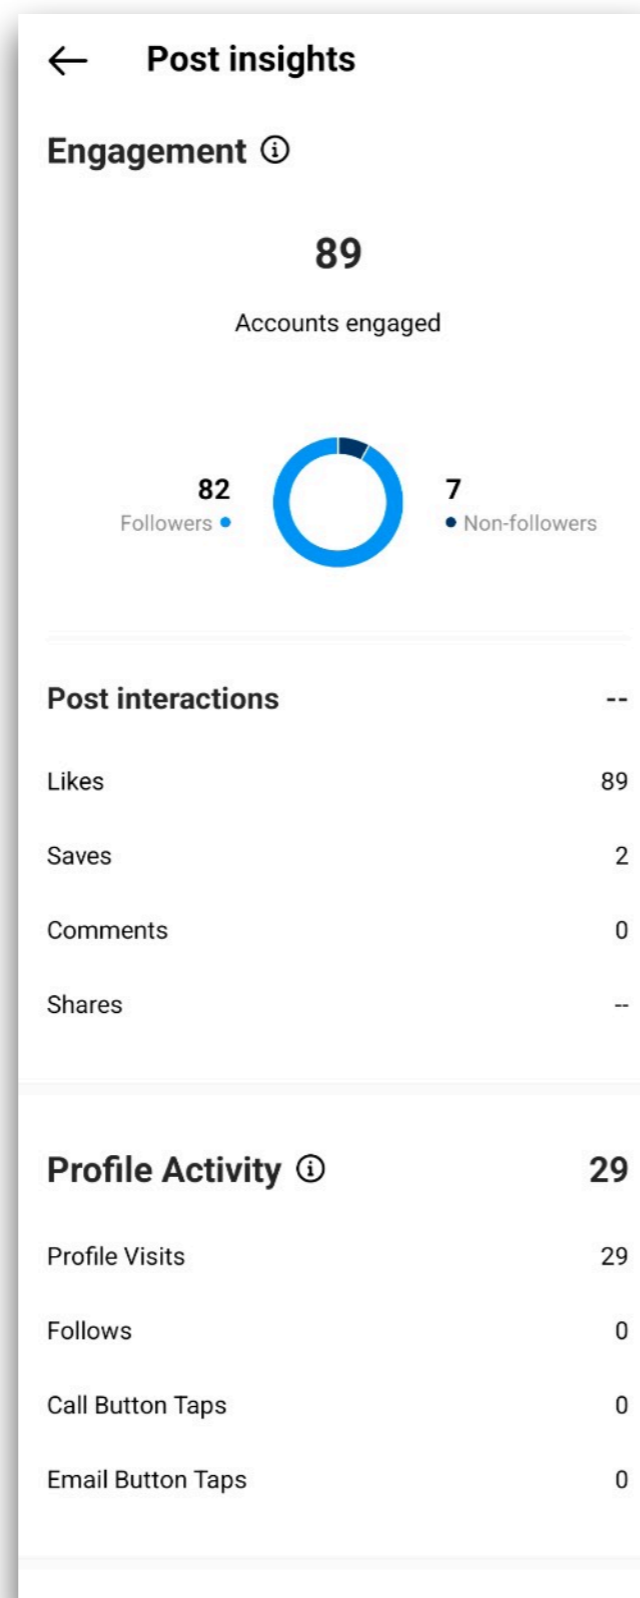 Post insights
Engagement
89
Accounts engaged
82
Followers
7
Non-followers
Post interactions --
Likes 89
Saves 2
Comments 0
Shares --
Profile Activity 29
Profile Visits 29
Follows 0
Call Button Taps 0
Email Button Taps 0